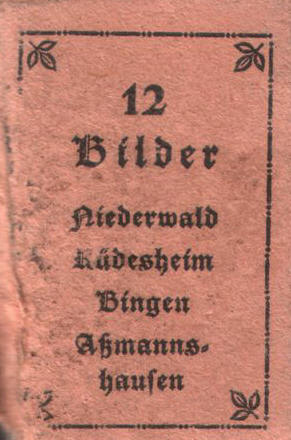 12
Bilder
Niederwald
Rüdesheim
Bingen
Aßmanns-
hausen